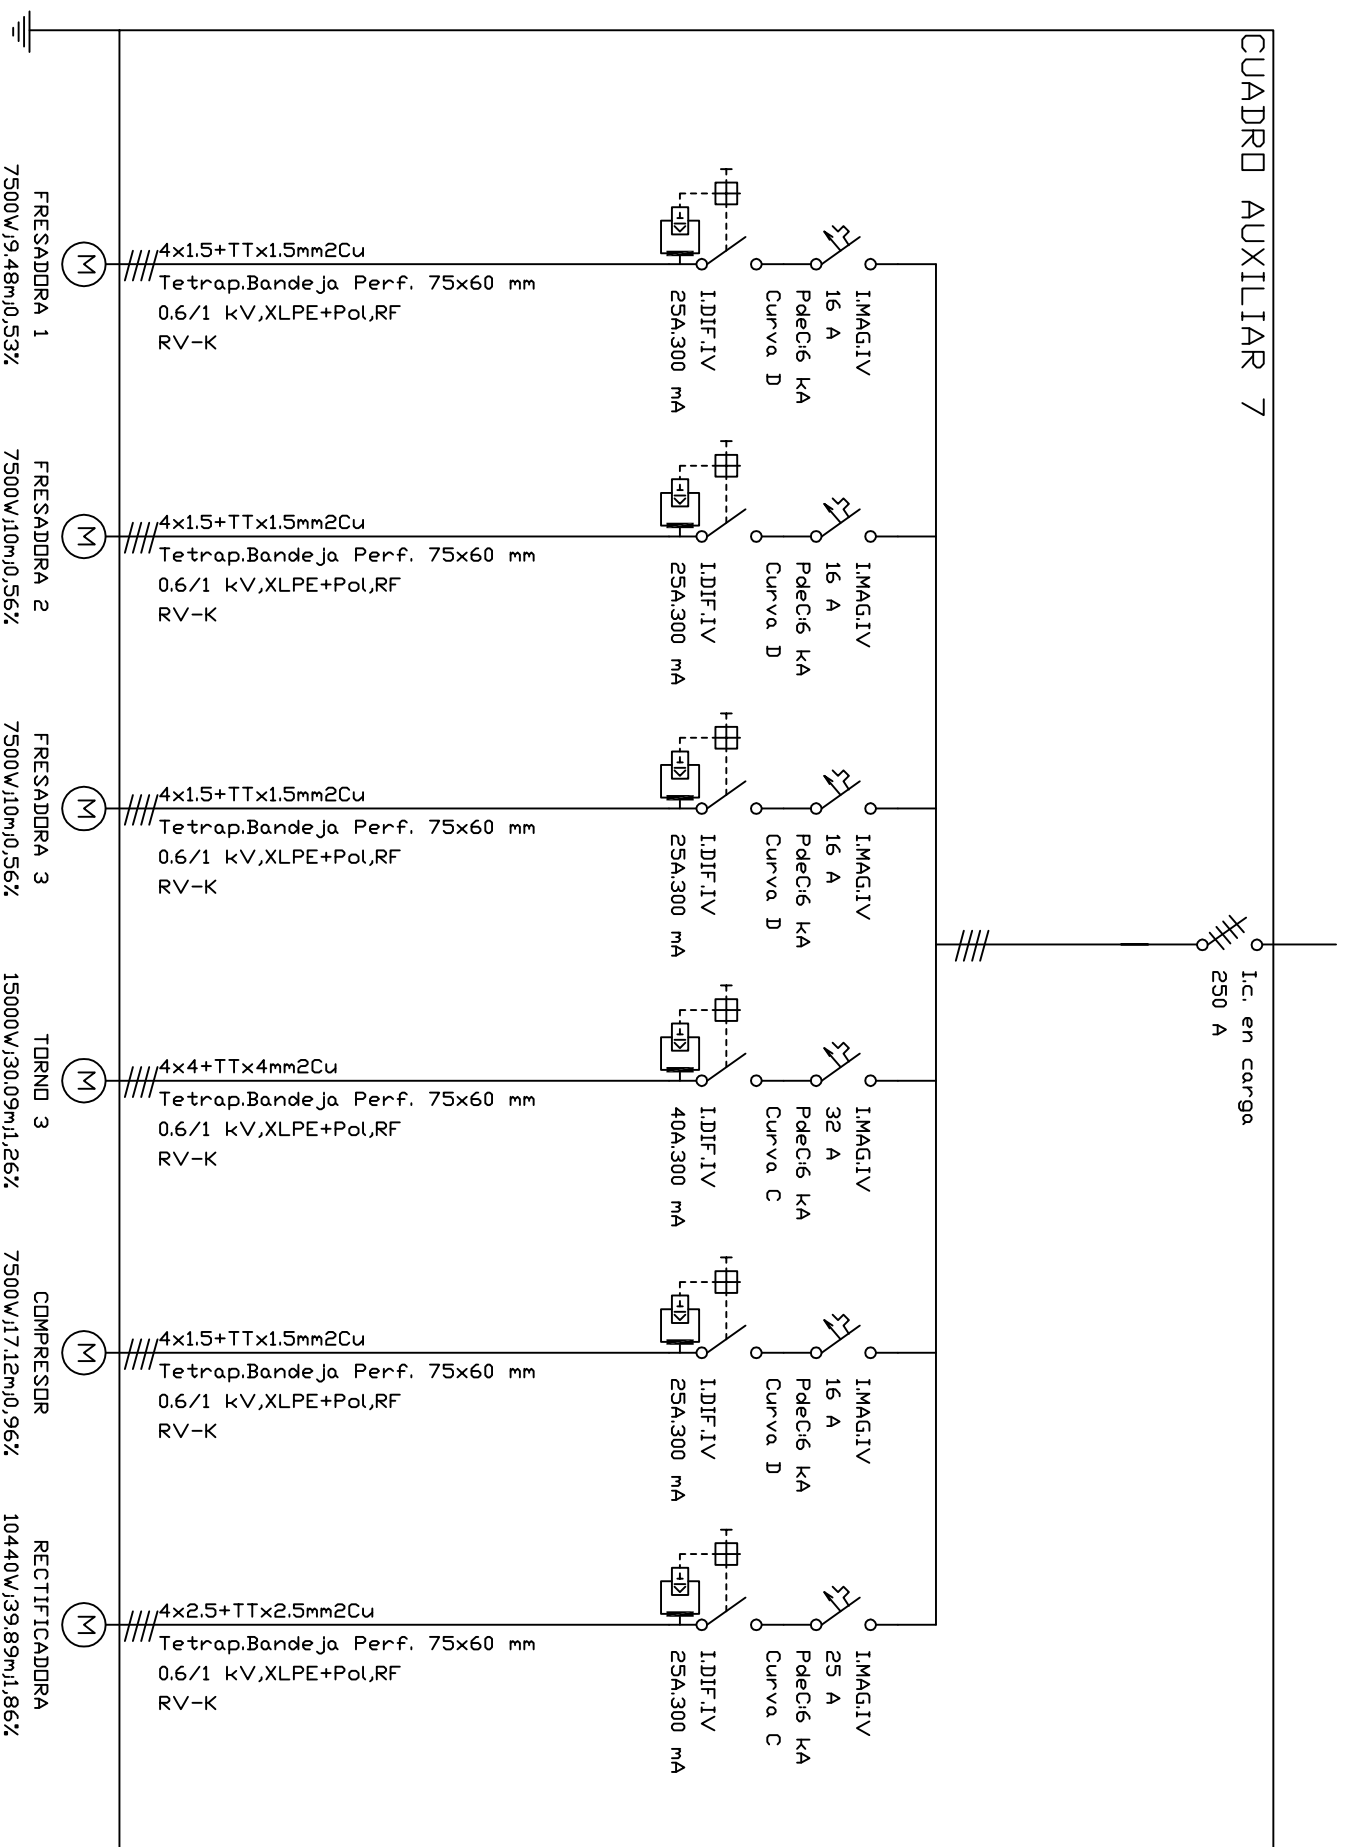 CUADRO AUXILIAR 7
I.c. en carga
250 A
I.MAG.IV
16 A
PdeC:6 kA
Curva D
I.DIF.IV
25A.300 mA
4x1.5+TTx1.5mm2Cu
Tetrap.Bandeja Perf. 75x60 mm
0.6/1 kV,XLPE+Pol,RF
RV-K
M
FRESADORA 1
7500W;9.48m;0,53%
I.MAG.IV
16 A
PdeC:6 kA
Curva D
I.DIF.IV
25A.300 mA
4x1.5+TTx1.5mm2Cu
Tetrap.Bandeja Perf. 75x60 mm
0.6/1 kV,XLPE+Pol,RF
RV-K
M
FRESADORA 2
7500W;10m;0,56%
I.MAG.IV
16 A
PdeC:6 kA
Curva D
I.DIF.IV
25A.300 mA
4x1.5+TTx1.5mm2Cu
Tetrap.Bandeja Perf. 75x60 mm
0.6/1 kV,XLPE+Pol,RF
RV-K
M
FRESADORA 3
7500W;10m;0,56%
I.MAG.IV
32 A
PdeC:6 kA
Curva C
I.DIF.IV
40A.300 mA
4x4+TTx4mm2Cu
Tetrap.Bandeja Perf. 75x60 mm
0.6/1 kV,XLPE+Pol,RF
RV-K
M
TORNO 3
15000W;30.09m;1,26%
I.MAG.IV
16 A
PdeC:6 kA
Curva D
I.DIF.IV
25A.300 mA
4x1.5+TTx1.5mm2Cu
Tetrap.Bandeja Perf. 75x60 mm
0.6/1 kV,XLPE+Pol,RF
RV-K
M
COMPRESOR
7500W;17.12m;0,96%
I.MAG.IV
25 A
PdeC:6 kA
Curva C
I.DIF.IV
25A.300 mA
4x2.5+TTx2.5mm2Cu
Tetrap.Bandeja Perf. 75x60 mm
0.6/1 kV,XLPE+Pol,RF
RV-K
M
RECTIFICADORA
10440W;39.89m;1,86%